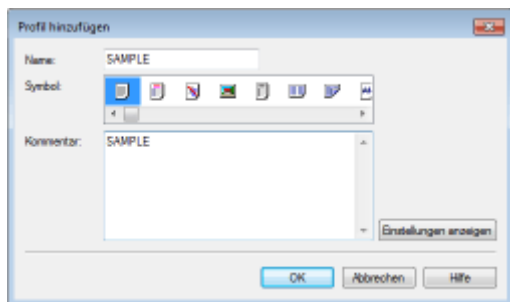 Profil hinzufügen
Name:
SAMPLE
Symbol:
Kommentar:
SAMPLE
Einstellungen anzeigen
OK
Abbrechen
Hilfe